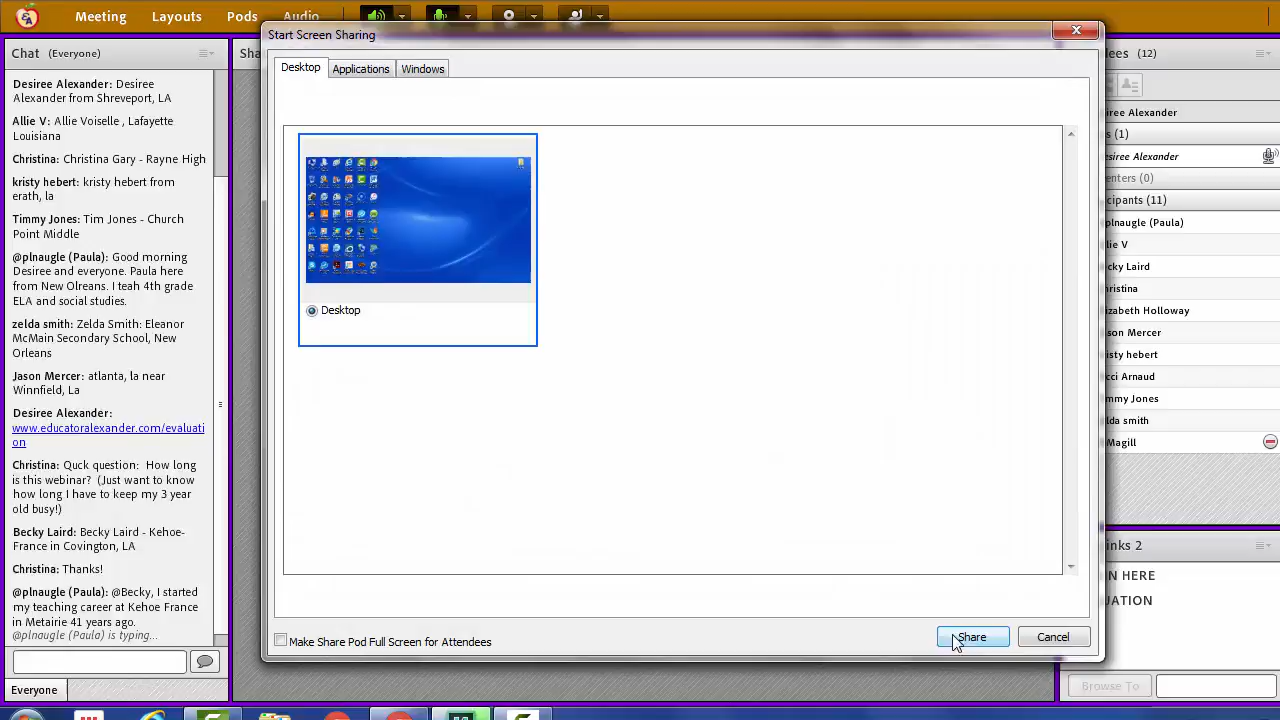 Meeting Layouts Pods Audio
Start Screen Sharing
Chat (Everyone)
Desktop Applications Windows
Desiree Alexander: Desiree
Alexander from Shreveport, LA
Allie V: Allie Voiselle , Lafayette
Louisiana
Christina: Christina Gary - Rayne High
kristy hebert: kristy hebert from
erath, la
Timmy Jones: Tim Jones - Church
Point Middle
@plnaugle (Paula): Good morning
Desiree and everyone. Paula here
from New Olreans. I teah 4th grade
ELA and social studies.
zelda smith: Zelda Smith: Eleanor
McMain Secondary School, New
Orleans
Jason Mercer: atlanta, la near
Winnfield, La
Desiree Alexander:
www.educatoralexander.com/evaluati
on
Christina: Quck question: How long
is this webinar? (Just want to know
how long I have to keep my 3 year
old busy!)
Becky Laird: Becky Laird - Kehoe-
France in Covington, LA
Christina: Thanks!
@plnaugle (Paula): @Becky, I started
my teaching career at Kehoe France
in Metairie 41 years ago.
@plnaugle (Paula) is typing...
Everyone
Desktop
Make Share Pod Full Screen for Attendees
Share Cancel
Sha
ees (12)
iree Alexander
s (1)
esiree Alexander
enters (0)
icipants (11)
plnaugle (Paula)
lie V
ecky Laird
hristina
lizabeth Holloway
son Mercer
isty hebert
icci Arnaud
mmy Jones
elda smith
Magill
inks 2
N HERE
UATION
Browse To